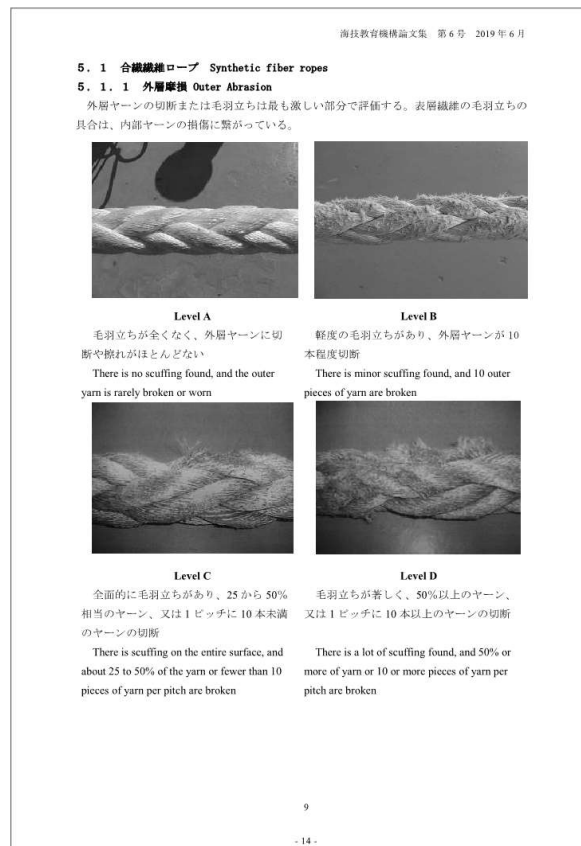 海技教育機構論文集　第6号　2019年6月
５．１　合繊繊維ロープ　Synthetic fiber ropes
５．１．１　外層摩損 Outer Abrasion
外層ヤーンの切断または毛羽立ちは最も激しい部分で評価する。表層繊維の毛羽立ちの
具合は、内部ヤーンの損傷に繋がっている。
Level A
毛羽立ちが全くなく、外層ヤーンに切
断や擦れがほとんどない
There is no scuffing found, and the outer
yarn is rarely broken or worn
Level B
軽度の毛羽立ちがあり、外層ヤーンが 10
本程度切断
There is minor scuffing found, and 10 outer
pieces of yarn are broken
Level C
全面的に毛羽立ちがあり、25 から 50%
相当のヤーン、又は 1 ピッチに 10 本未満
のヤーンの切断
There is scuffing on the entire surface, and
about 25 to 50% of the yarn or fewer than 10
pieces of yarn per pitch are broken
Level D
毛羽立ちが著しく、50%以上のヤーン、
又は 1 ピッチに 10 本以上のヤーンの切断
There is a lot of scuffing found, and 50% or
more of yarn or 10 or more pieces of yarn per
pitch are broken
9
- 14 -